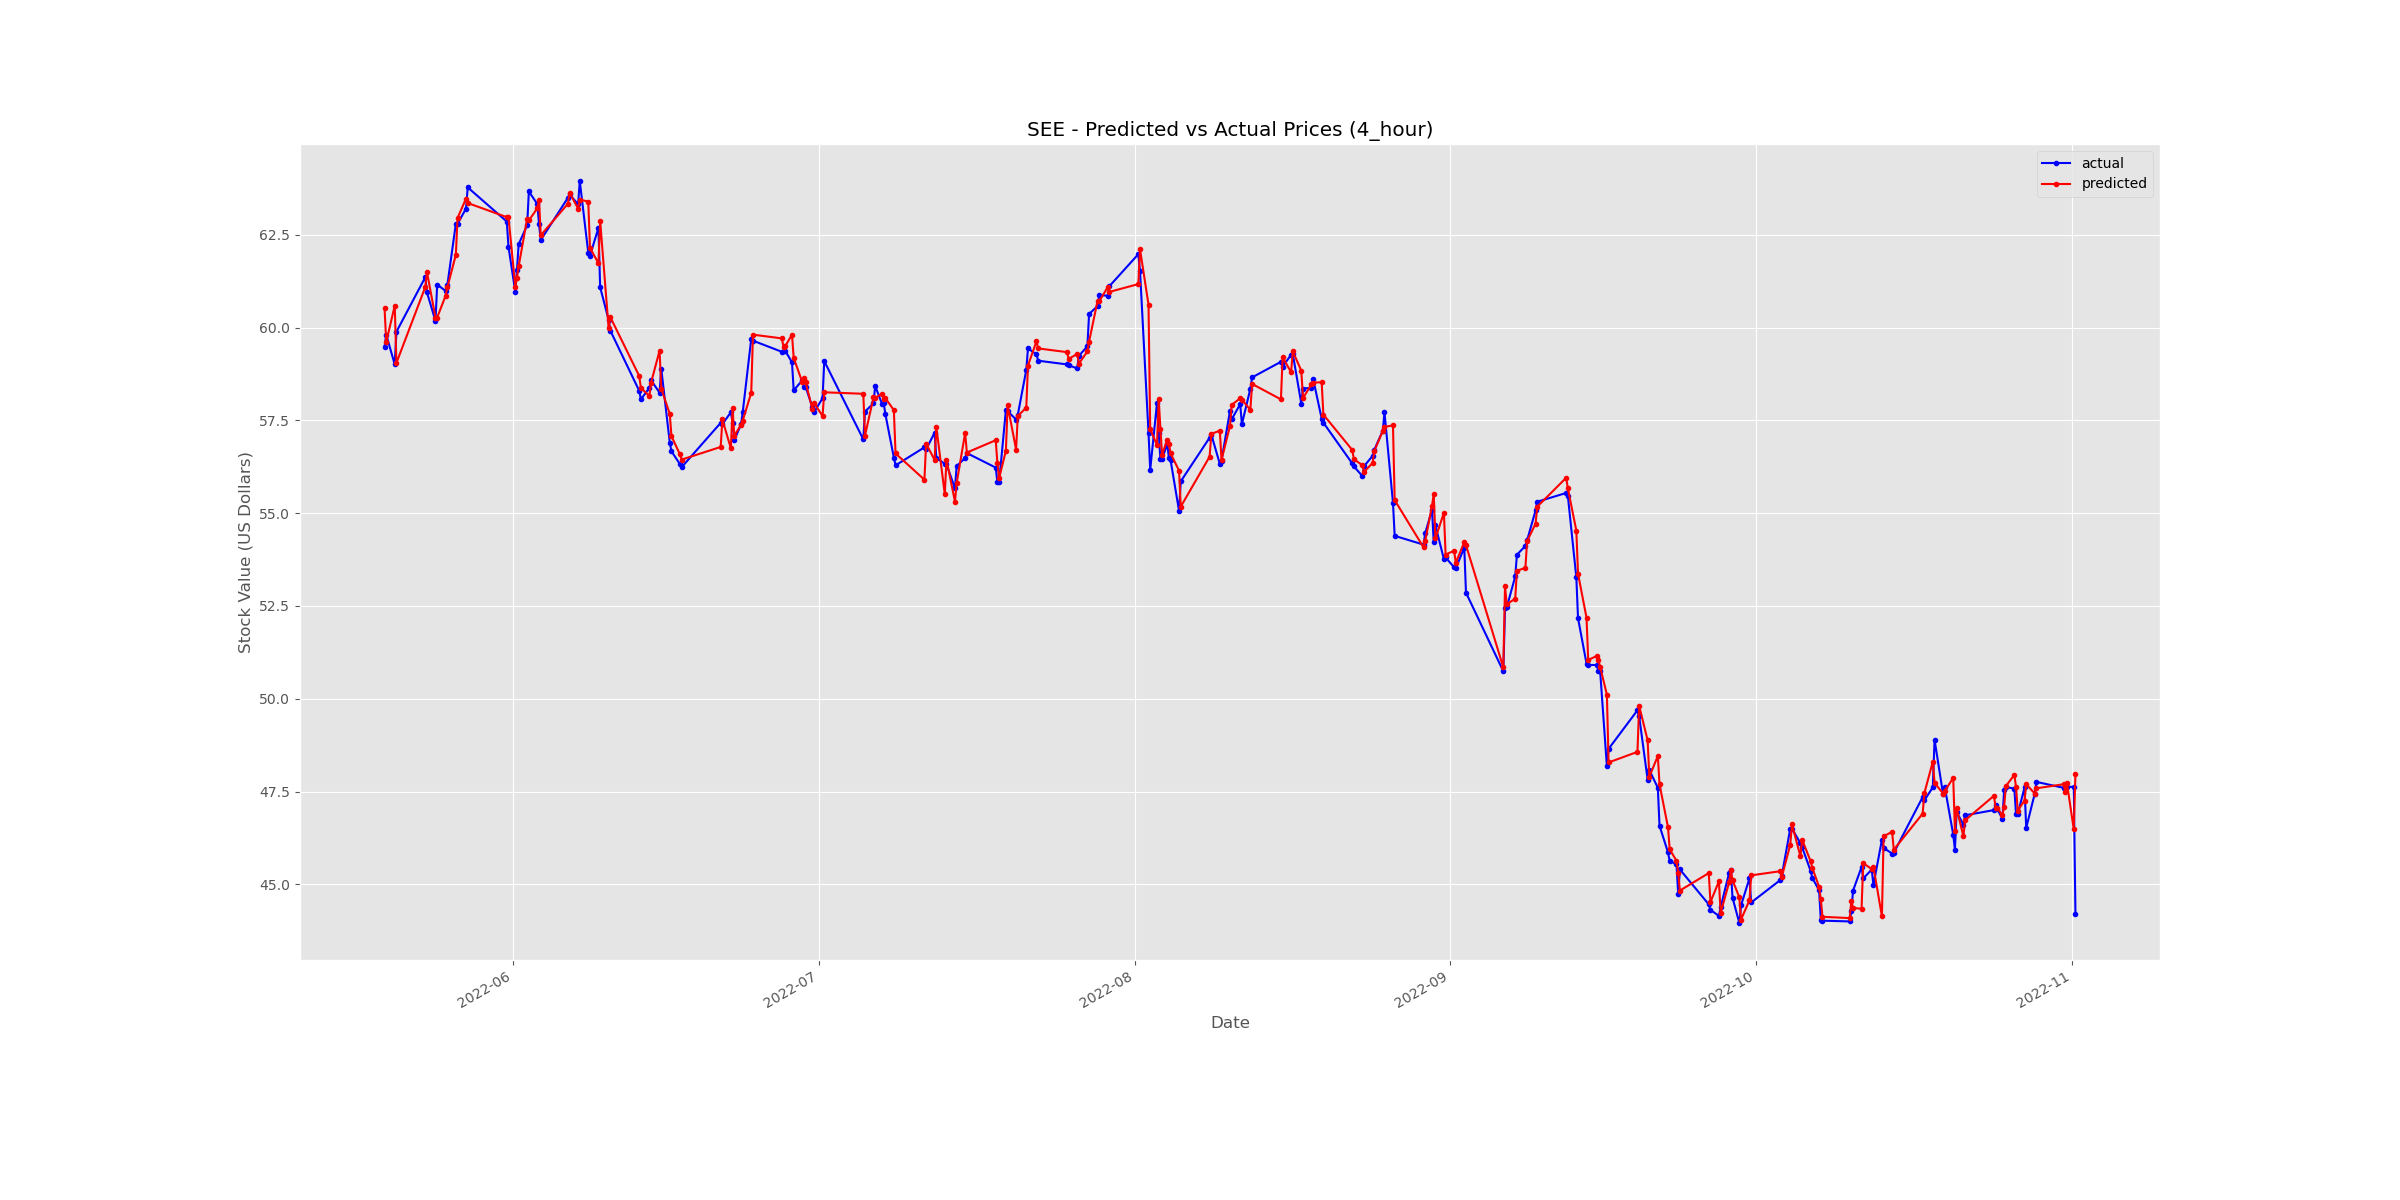 SEE - Predicted vs Actual Prices (4_hour)
actual
predicted
62.5
60.0
57.5
55.0
52.5
50.0
47.5
45.0
Stock Value (US Dollars)
2022-06
2022-07
2022-08
2022-09
2022-10
2022-11
Date